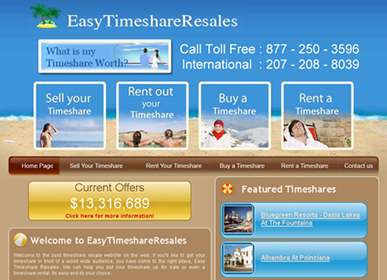 EasyTimeshareResales
What is my
Timeshare Worth?
Call Toll Free : 877 - 250 - 3596
International : 207 - 208 - 8039
Sell your
Timeshare
Rent out
your
Timeshare
Buy a
Timeshare
Rent a
Timeshare
Home Page
Sell Your Timeshare
Rent Your Timeshare
Buy a Timeshare
Rent a Timeshare
Contact us
Current Offers
$13,316,689
Click here for more information!
Featured Timeshares
Bluegreen Resorts - Oasis Lakes
At The Fountains
Alhambra At Poinciana
Welcome to EasyTimeshareResales
Welcome to the best timeshare resale website on the web. If you'd like to get your
timeshare in front of a world wide audience, you have come to the right place, Easy
Timeshare Resales. We can help you put your timeshare up for sale or even a
timeshare rental. Its easy and its your choice.